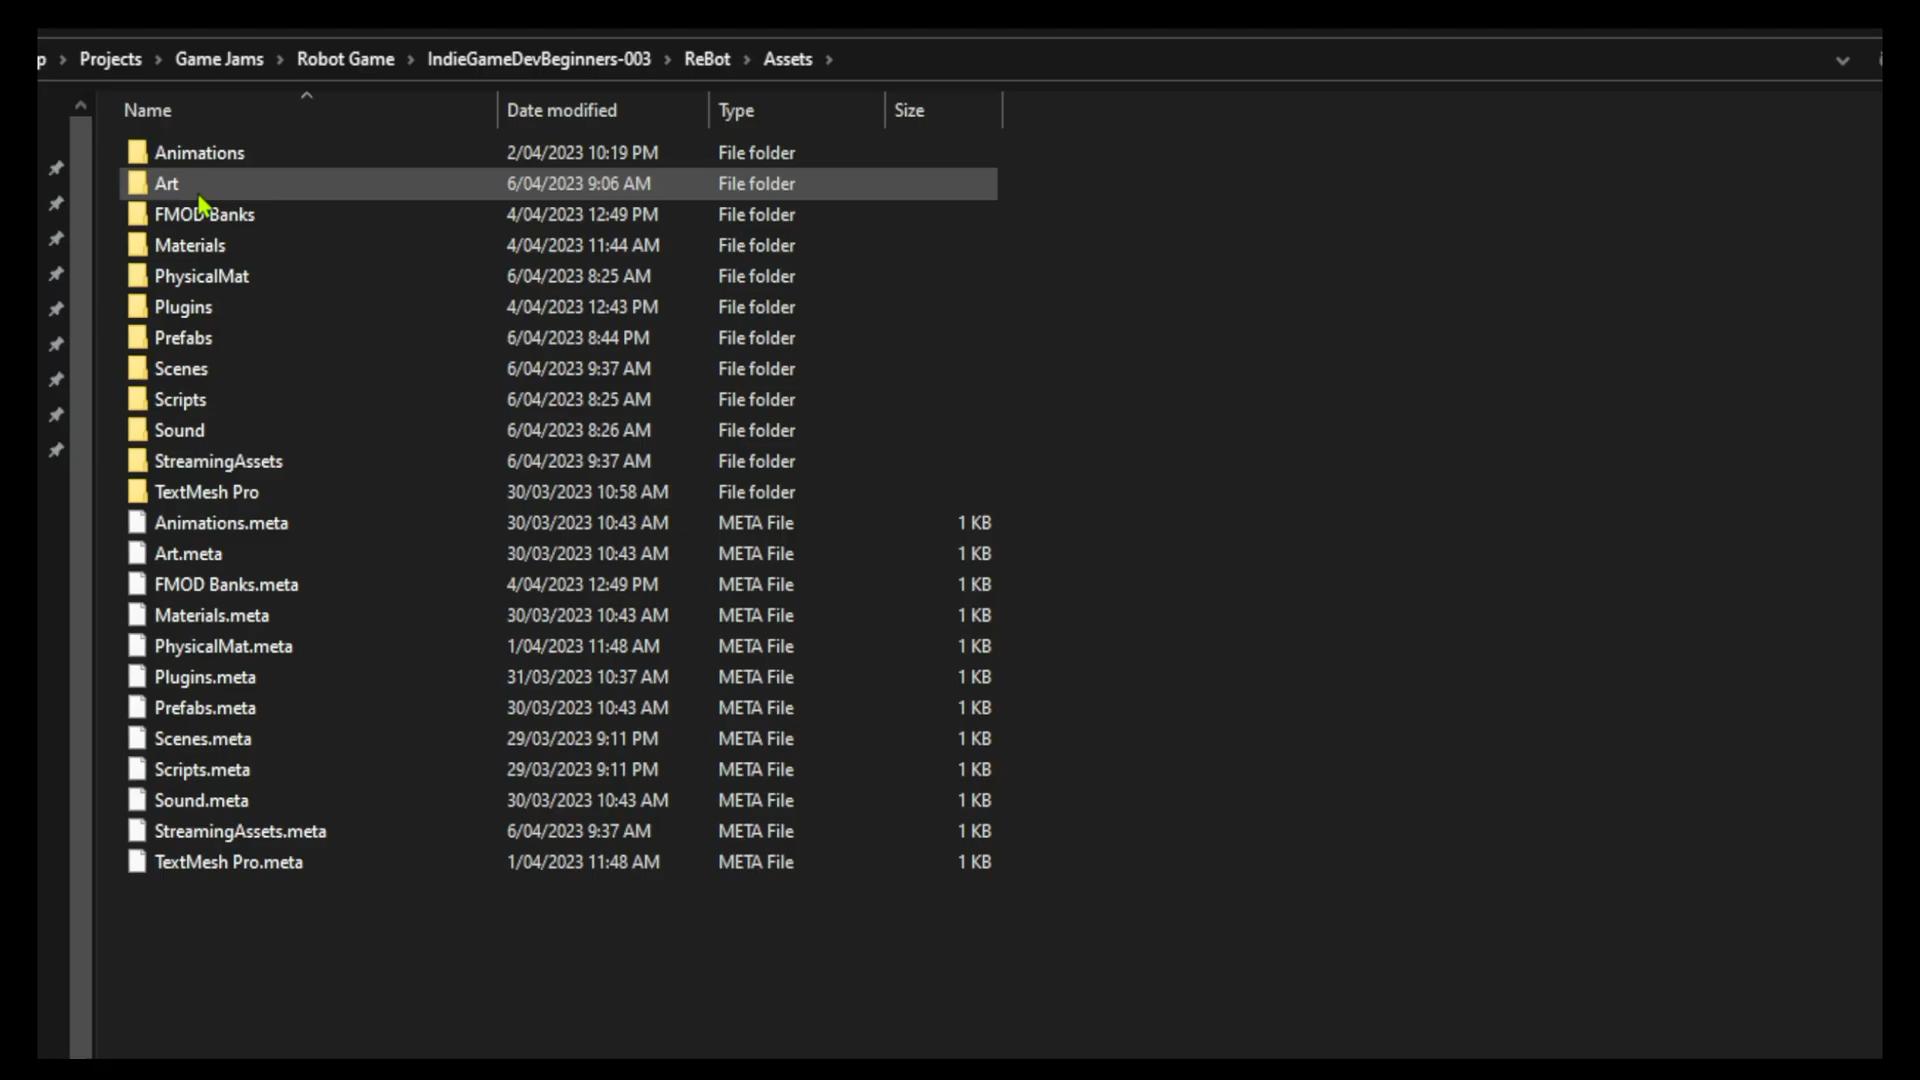 p > Projects > Game Jams > Robot Game > IndieGameDevBeginners-003 > ReBot > Assets >
Name Date modified Type Size
Animations 2/04/2023 10:19 PM File folder
Art 6/04/2023 9:06 AM File folder
FMOD Banks 4/04/2023 12:49 PM File folder
Materials 4/04/2023 11:44 AM File folder
PhysicalMat 6/04/2023 8:25 AM File folder
Plugins 4/04/2023 12:43 PM File folder
Prefabs 6/04/2023 8:44 PM File folder
Scenes 6/04/2023 9:37 AM File folder
Scripts 6/04/2023 8:25 AM File folder
Sound 6/04/2023 8:26 AM File folder
StreamingAssets 6/04/2023 9:37 AM File folder
TextMesh Pro 30/03/2023 10:58 AM File folder
Animations.meta 30/03/2023 10:43 AM META File 1 KB
Art.meta 30/03/2023 10:43 AM META File 1 KB
FMOD Banks.meta 4/04/2023 12:49 PM META File 1 KB
Materials.meta 30/03/2023 10:43 AM META File 1 KB
PhysicalMat.meta 1/04/2023 11:48 AM META File 1 KB
Plugins.meta 31/03/2023 10:37 AM META File 1 KB
Prefabs.meta 30/03/2023 10:43 AM META File 1 KB
Scenes.meta 29/03/2023 9:11 PM META File 1 KB
Scripts.meta 29/03/2023 9:11 PM META File 1 KB
Sound.meta 30/03/2023 10:43 AM META File 1 KB
StreamingAssets.meta 6/04/2023 9:37 AM META File 1 KB
TextMesh Pro.meta 1/04/2023 11:48 AM META File 1 KB